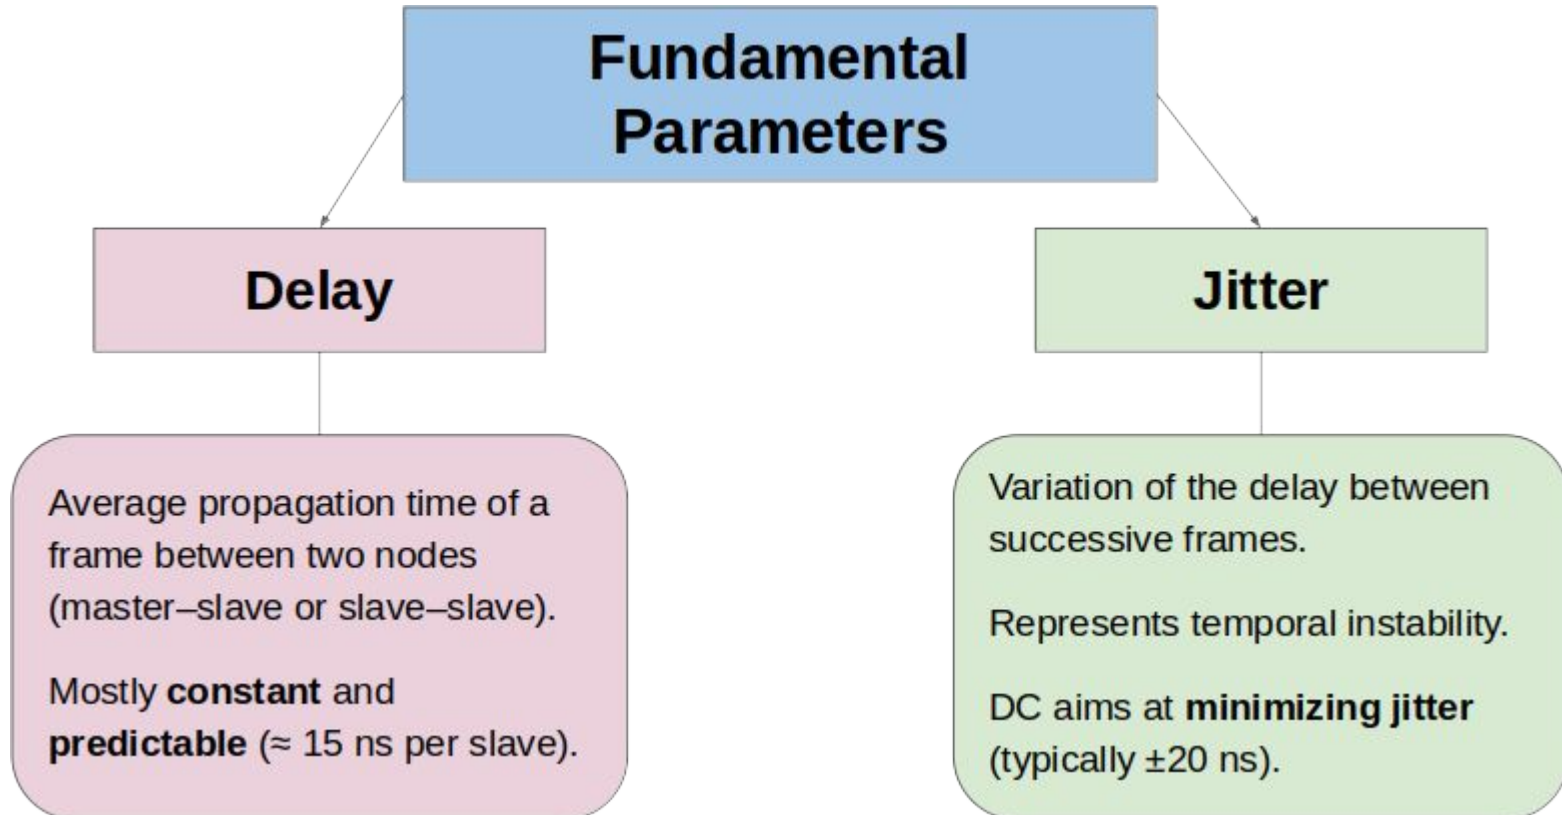 Fundamental
Parameters
Delay
Jitter
Average propagation time of a
frame between two nodes
(master–slave or slave–slave).
Mostly constant and
predictable (≈ 15 ns per slave).
Variation of the delay between
successive frames.
Represents temporal instability.
DC aims at minimizing jitter
(typically ±20 ns).